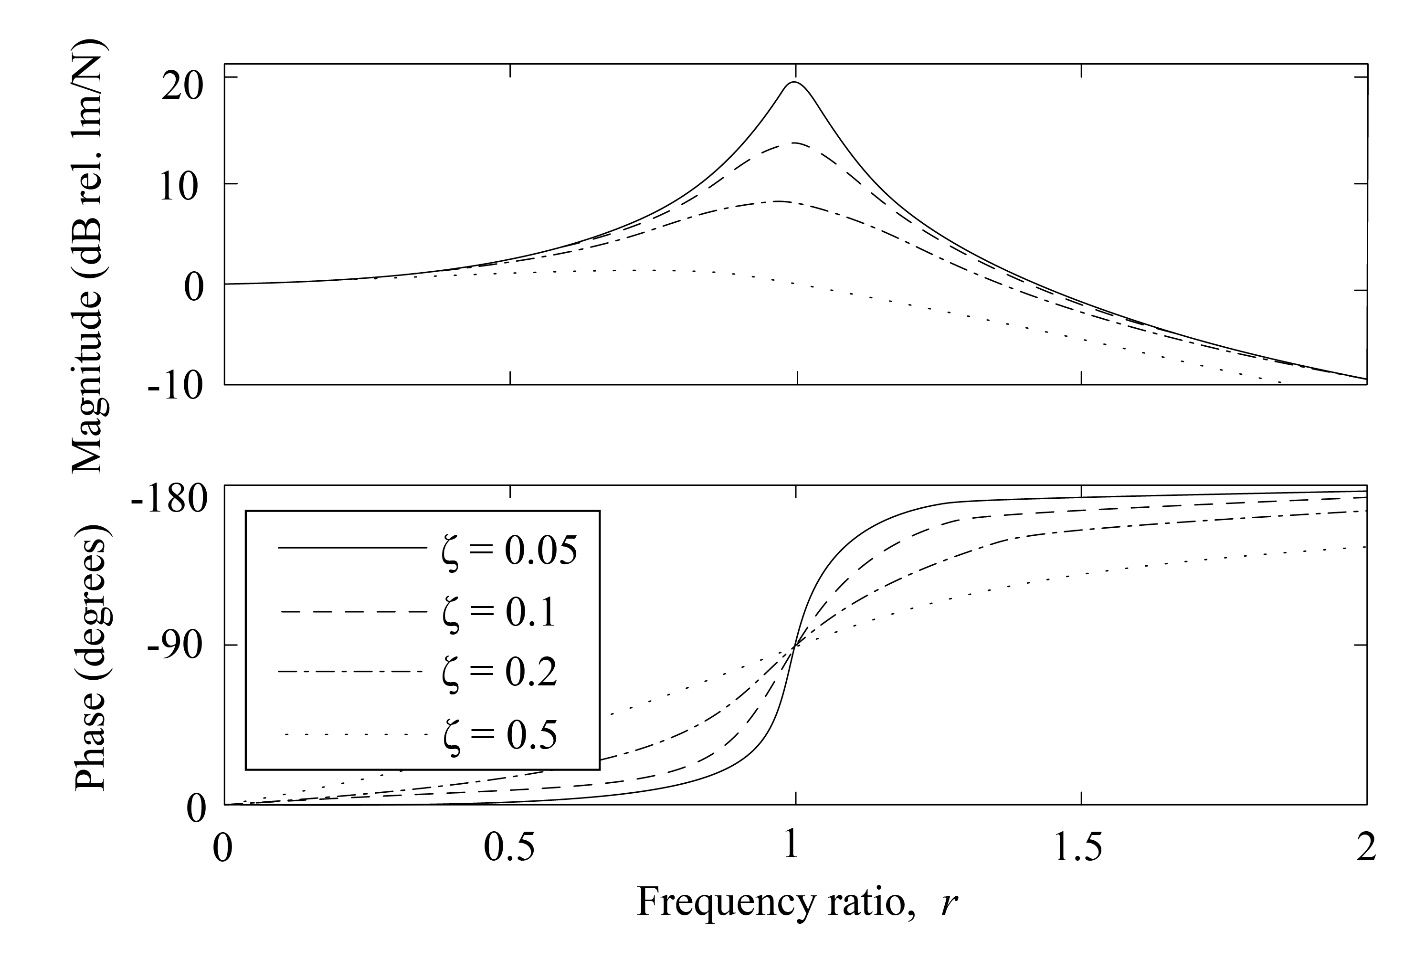 Magnitude (dB rel. lm/N)
20
10
0
-10
Phase (degrees)
-180
-90
0
ζ = 0.05
ζ = 0.1
ζ = 0.2
ζ = 0.5
0 0.5 1 1.5 2
Frequency ratio, r